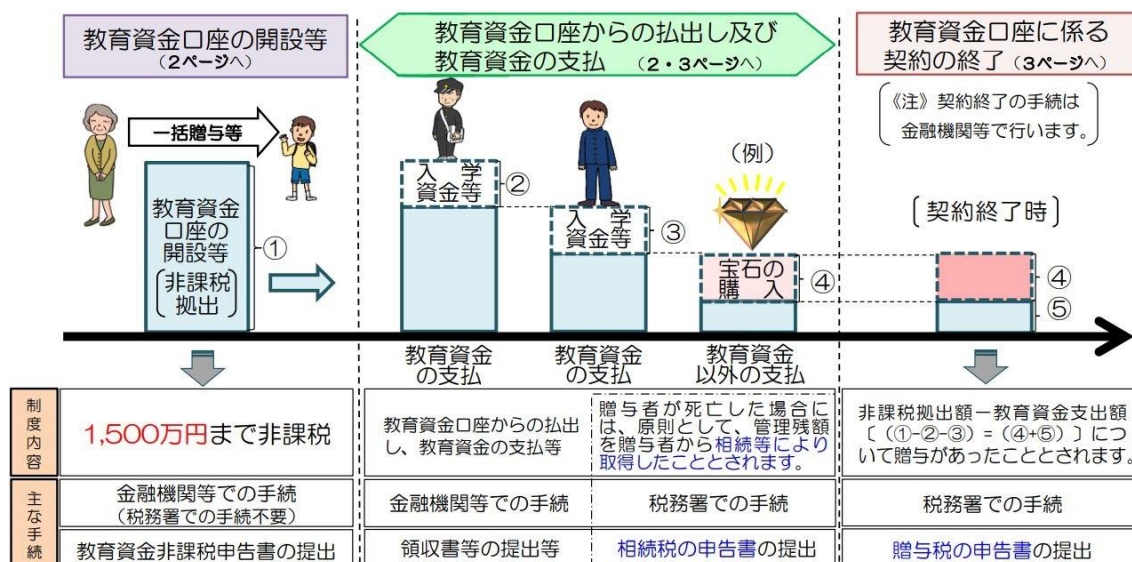 教育資金口座の開設等
（２ページへ）
教育資金口座からの払出し及び
教育資金の支払 （２・３ページへ）
教育資金口座に係る
契約の終了（３ページへ）
《注》契約終了の手続は
金融機関等で行います。
一括贈与等
教育資金
口座の
開設等
〔非課税
拠出〕
①
入 学
資金等
②
入 学
資金等
③
（例）
宝石の
購 入
④
〔契約終了時〕
④
⑤
教育資金
の支払
教育資金
の支払
教育資金
以外の支払
制度内容
1,500万円まで非課税
教育資金口座からの払出
し、教育資金の支払等
贈与者が死亡した場合に
は、原則として、管理残額
を贈与者から相続等により
取得したこととされます。
非課税拠出額－教育資金支出額
〔（①-②-③）＝（④+⑤）〕につ
いて贈与があったこととされます。
主な手続
金融機関等での手続
（税務署での手続不要）
金融機関等での手続
税務署での手続
税務署での手続
教育資金非課税申告書の提出
領収書等の提出等
相続税の申告書の提出
贈与税の申告書の提出